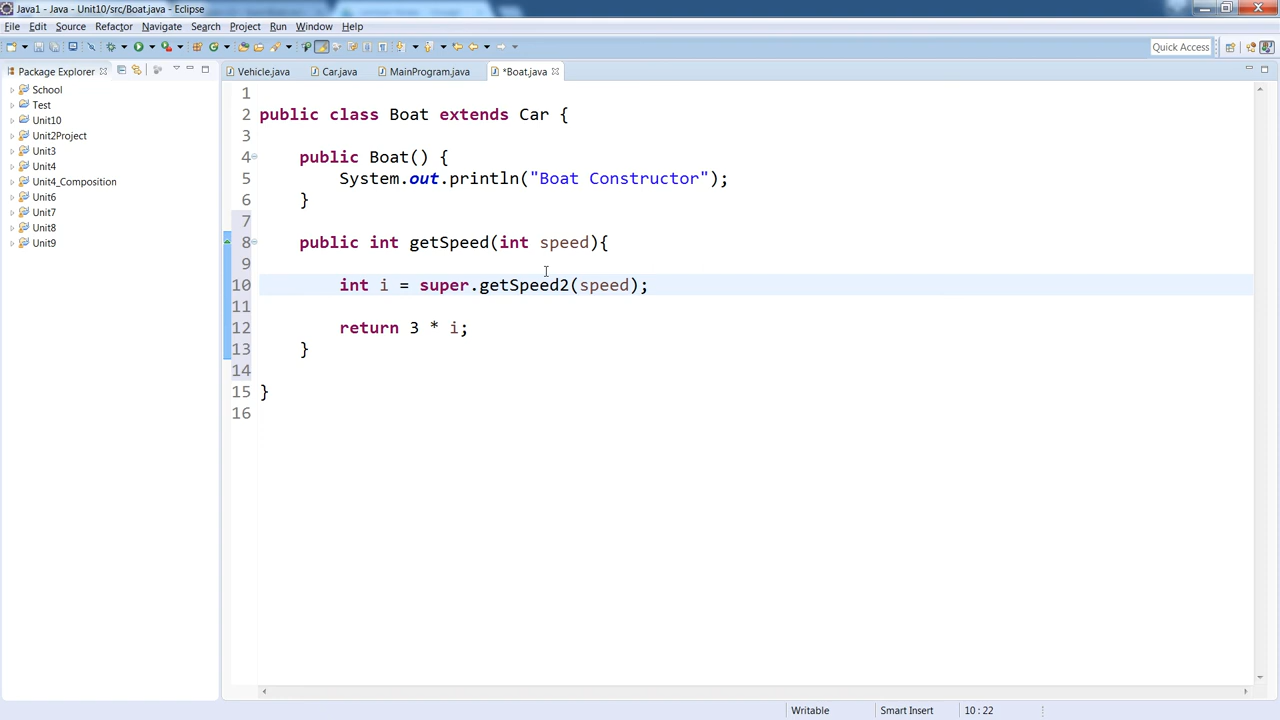 Java1 - Java - Unit10/src/Boat.java - Eclipse
File Edit Source Refactor Navigate Search Project Run Window Help
Quick Access
Package Explorer
Vehicle.java Car.java MainProgram.java *Boat.java
School
Test
Unit10
Unit2Project
Unit3
Unit4
Unit4_Composition
Unit6
Unit7
Unit8
Unit9
1
2 public class Boat extends Car {
3
4 public Boat() {
5 System.out.println("Boat Constructor");
6 }
7
8 public int getSpeed(int speed){
9
10 int i = super.getSpeed2(speed);
11
12 return 3 * i;
13 }
14
15 }
16
Writable Smart Insert 10 : 22